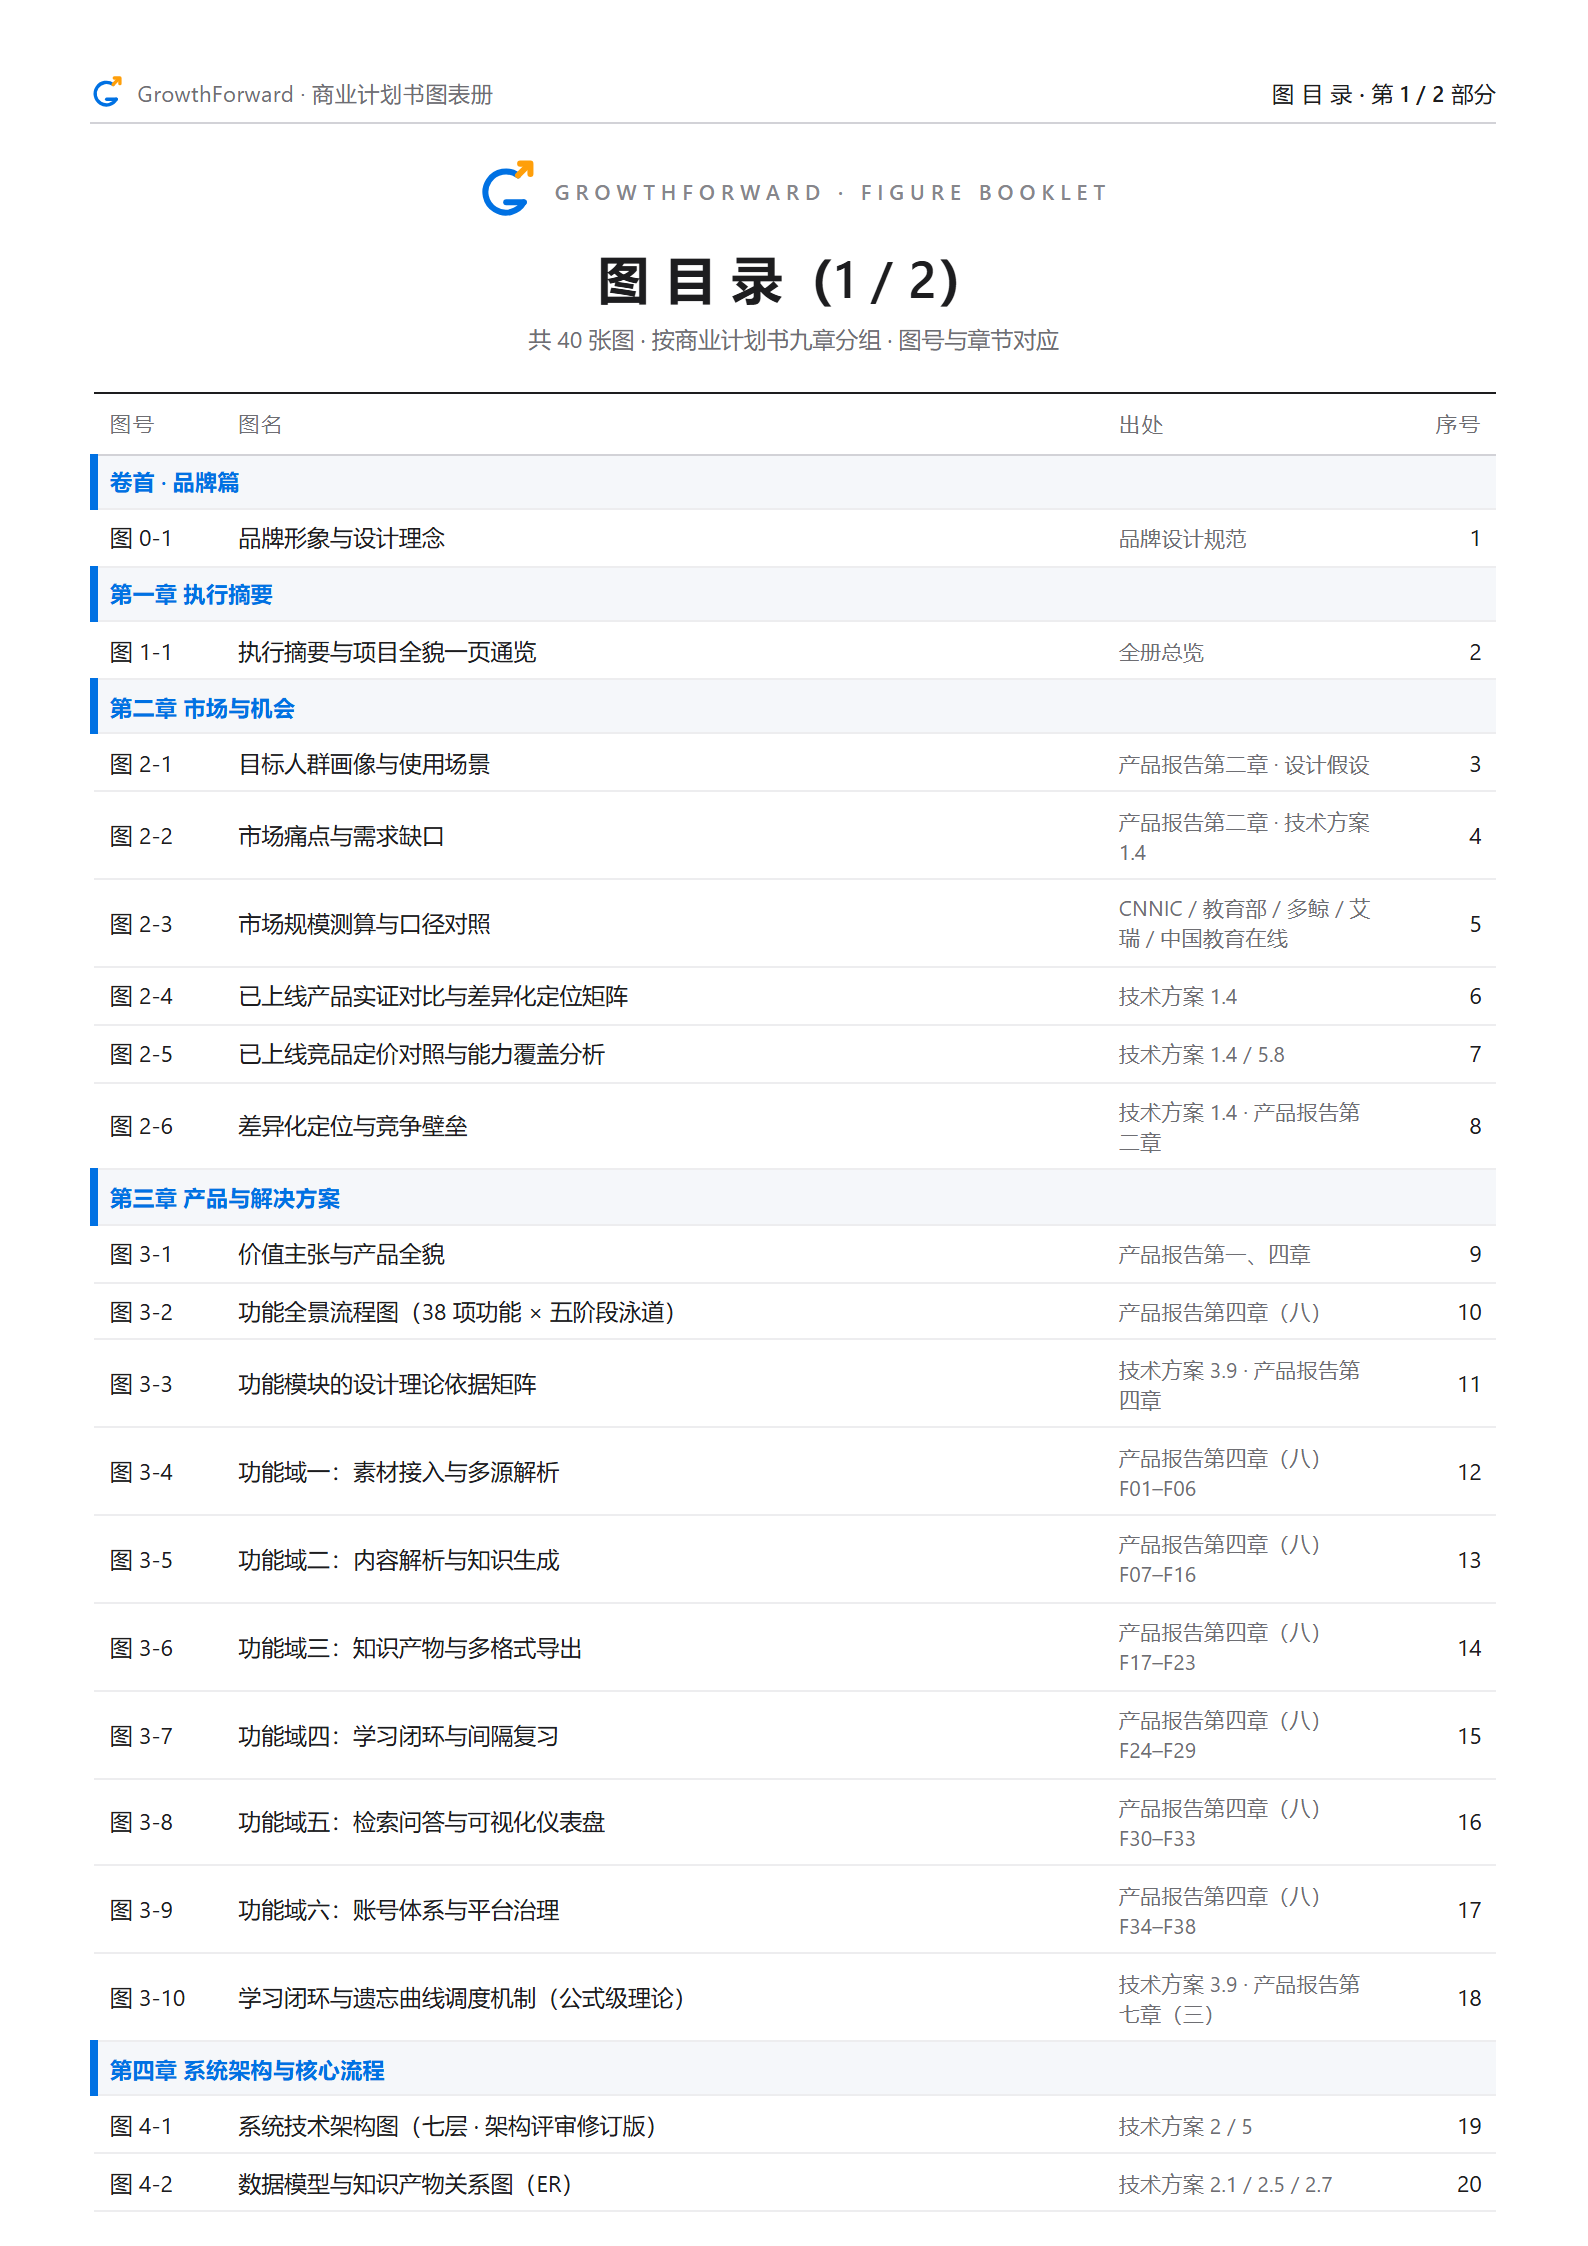 GrowthForward · 商业计划书图表册
图 目 录 · 第 1 / 2 部分
GROWTHFORWARD · FIGURE BOOKLET
图 目 录 (1 / 2)
共 40 张图 · 按商业计划书九章分组 · 图号与章节对应
图号 图名 出处 序号
卷首 · 品牌篇
图 0-1 品牌形象与设计理念 品牌设计规范 1
第一章 执行摘要
图 1-1 执行摘要与项目全貌一页通览 全册总览 2
第二章 市场与机会
图 2-1 目标人群画像与使用场景 产品报告第二章 · 设计假设 3
图 2-2 市场痛点与需求缺口 产品报告第二章 · 技术方案
1.4 4
图 2-3 市场规模测算与口径对照 CNNIC / 教育部 / 多鲸 / 艾
瑞 / 中国教育在线 5
图 2-4 已上线产品实证对比与差异化定位矩阵 技术方案 1.4 6
图 2-5 已上线竞品定价对照与能力覆盖分析 技术方案 1.4 / 5.8 7
图 2-6 差异化定位与竞争壁垒 技术方案 1.4 · 产品报告第
二章 8
第三章 产品与解决方案
图 3-1 价值主张与产品全貌 产品报告第一、四章 9
图 3-2 功能全景流程图（38 项功能 × 五阶段泳道） 产品报告第四章（八） 10
图 3-3 功能模块的设计理论依据矩阵 技术方案 3.9 · 产品报告第
四章 11
图 3-4 功能域一：素材接入与多源解析 产品报告第四章（八）
F01–F06 12
图 3-5 功能域二：内容解析与知识生成 产品报告第四章（八）
F07–F16 13
图 3-6 功能域三：知识产物与多格式导出 产品报告第四章（八）
F17–F23 14
图 3-7 功能域四：学习闭环与间隔复习 产品报告第四章（八）
F24–F29 15
图 3-8 功能域五：检索问答与可视化仪表盘 产品报告第四章（八）
F30–F33 16
图 3-9 功能域六：账号体系与平台治理 产品报告第四章（八）
F34–F38 17
图 3-10 学习闭环与遗忘曲线调度机制（公式级理论） 技术方案 3.9 · 产品报告第
七章（三） 18
第四章 系统架构与核心流程
图 4-1 系统技术架构图（七层 · 架构评审修订版） 技术方案 2 / 5 19
图 4-2 数据模型与知识产物关系图（ER） 技术方案 2.1 / 2.5 / 2.7 20